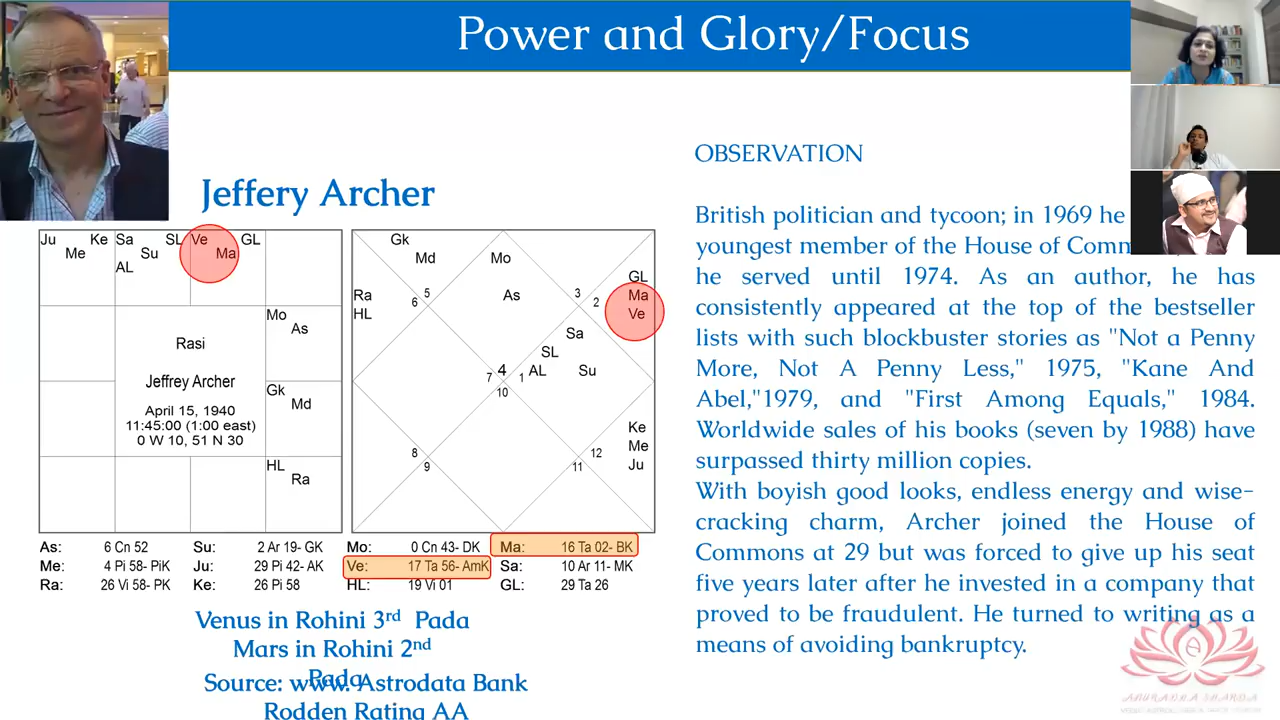 Power and Glory/Focus
Jeffery Archer
Ju Ke Sa SL Ve GL
Me Su Ma
AL
Mo
As
Rasi
Jeffrey Archer
April 15, 1940
11:45:00 (1:00 east)
0 W 10, 51 N 30
Gk
Md
HL
Ra
Gk
Md Mo
GL
Ra As Ma
HL Ve
5 6 3 2
Sa
SL
AL Su
4
7 1
10
Ke
Me
Ju
8 9 12 11
As: 6 Cn 52 Su: 2 Ar 19- GK Mo: 0 Cn 43- DK Ma: 16 Ta 02- BK
Me: 4 Pi 58- PiK Ju: 29 Pi 42- AK Ve: 17 Ta 56- AmK Sa: 10 Ar 11- MK
Ra: 26 Vi 58- PK Ke: 26 Pi 58 HL: 19 Vi 01 GL: 29 Ta 26
Venus in Rohini 3rd Pada
Mars in Rohini 2nd
Pada
Source: www. Astrodata Bank
Rodden Rating AA
OBSERVATION
British politician and tycoon; in 1969 he
youngest member of the House of Comm
he served until 1974. As an author, he has
consistently appeared at the top of the bestseller
lists with such blockbuster stories as "Not a Penny
More, Not A Penny Less," 1975, "Kane And
Abel,"1979, and "First Among Equals," 1984.
Worldwide sales of his books (seven by 1988) have
surpassed thirty million copies.
With boyish good looks, endless energy and wise-
cracking charm, Archer joined the House of
Commons at 29 but was forced to give up his seat
five years later after he invested in a company that
proved to be fraudulent. He turned to writing as a
means of avoiding bankruptcy.